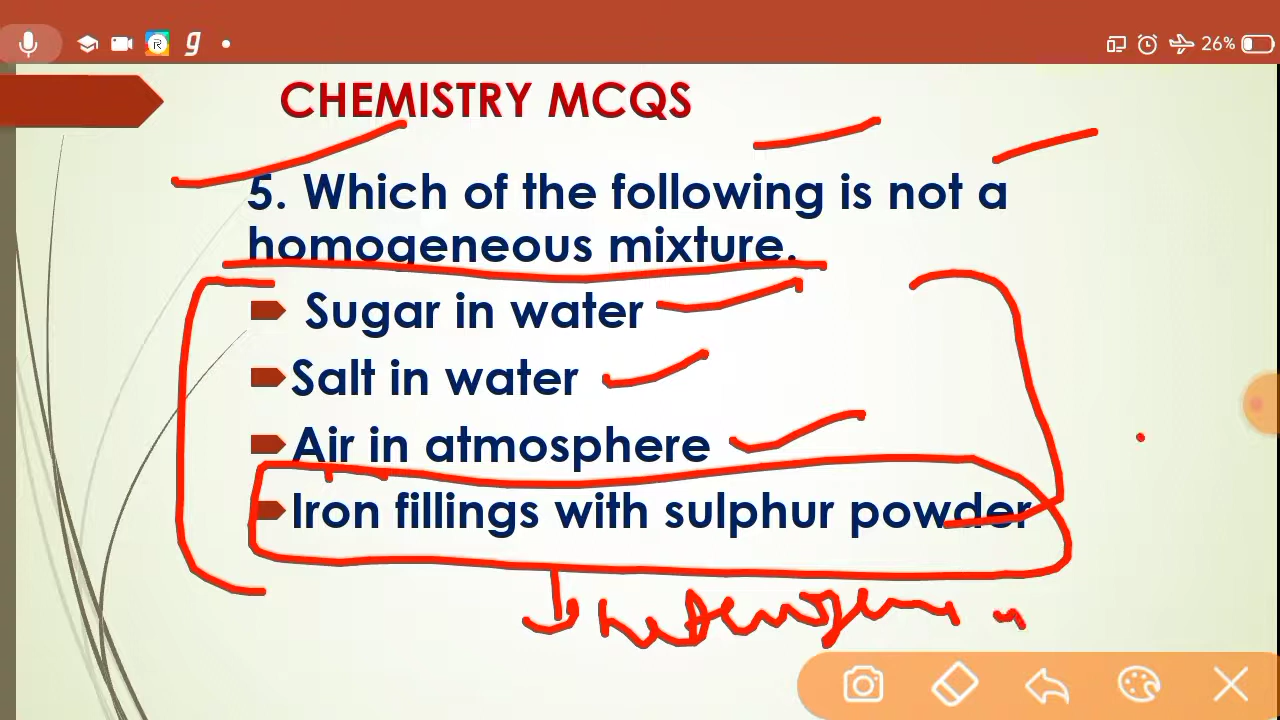 26%
CHEMISTRY MCQS
5. Which of the following is not a
homogeneous mixture.
Sugar in water
Salt in water
Air in atmosphere
Iron fillings with sulphur powder